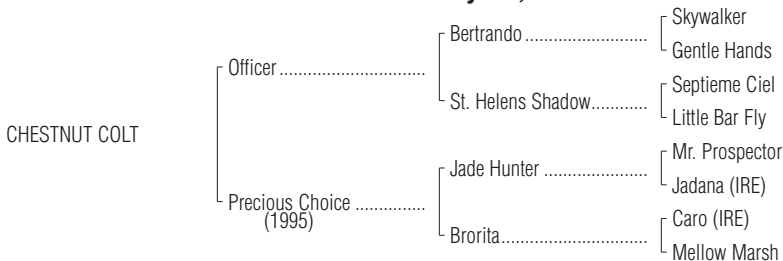 Skywalker
Bertrando
Gentle Hands
Officer
Septieme Ciel
St. Helens Shadow
Little Bar Fly
CHESTNUT COLT
Mr. Prospector
Jade Hunter
Jadana (IRE)
Precious Choice
(1995)
Caro (IRE)
Brorita
Mellow Marsh